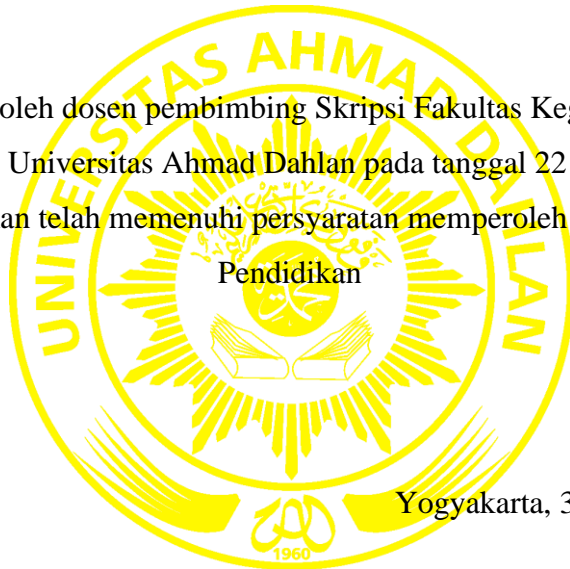 UNIVERSITAS AHMAD DAHLAN
oleh dosen pembimbing Skripsi Fakultas Keg
Universitas Ahmad Dahlan pada tanggal 22
an telah memenuhi persyaratan memperoleh
Pendidikan
Yogyakarta, 3
1960